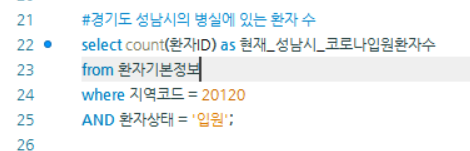 20
21 #경기도 성남시의 병실에 있는 환자 수
22 select count(환자ID) as 현재_성남시_코로나입원환자수
23 from 환자기본정보
24 where 지역코드 = 20120
25 AND 환자상태 = '입원';
26